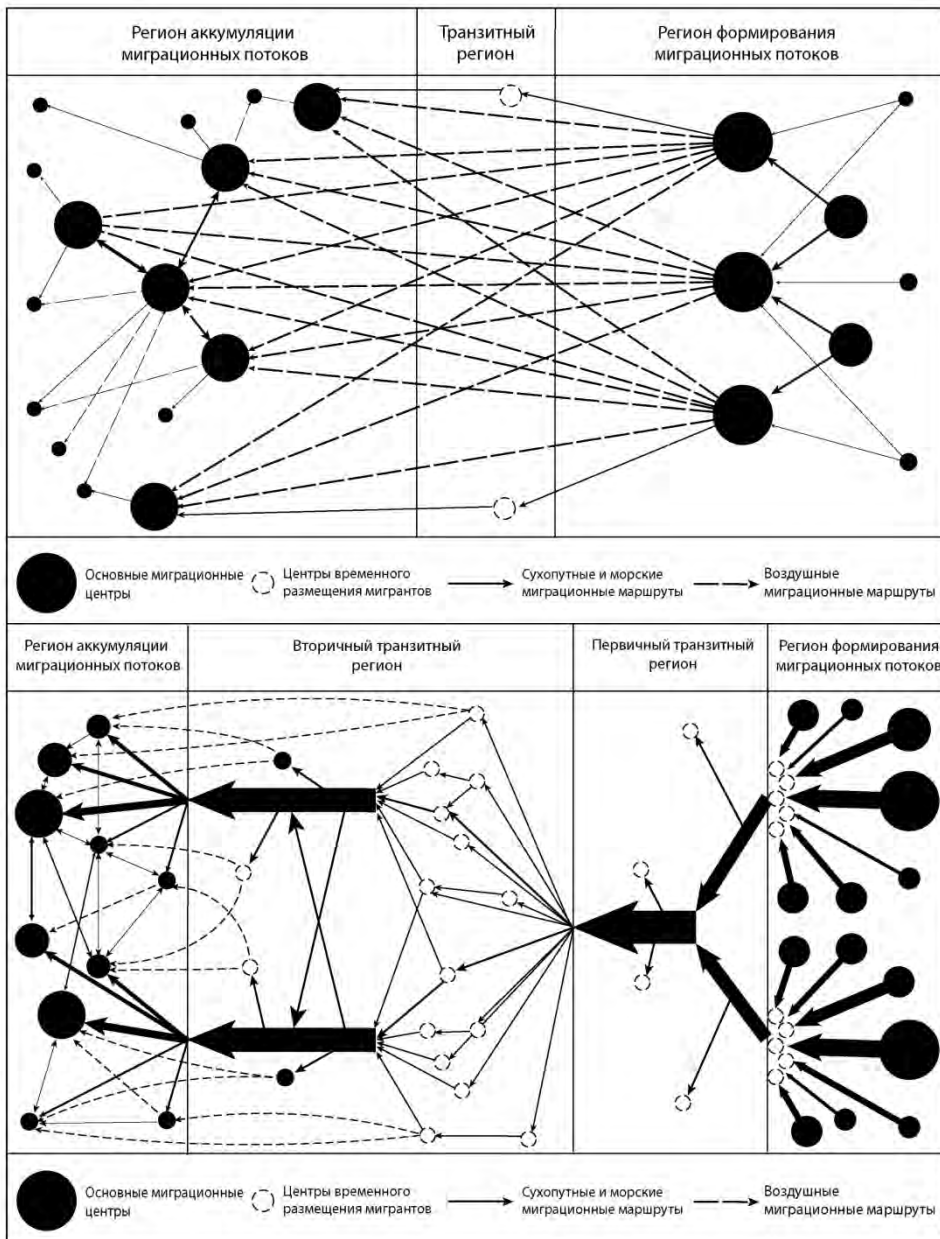 Регион аккумуляции
миграционных потоков
Транзитный
регион
Регион формирования
миграционных потоков
Основные миграционные
центры
Центры временного
размещения мигрантов
Сухопутные и морские
миграционные маршруты
Воздушные
миграционные маршруты
Регион аккумуляции
миграционных потоков
Вторичный транзитный
регион
Первичный транзитный
регион
Регион формирования
миграционных потоков
Основные миграционные
центры
Центры временного
размещения мигрантов
Сухопутные и морские
миграционные маршруты
Воздушные
миграционные маршруты